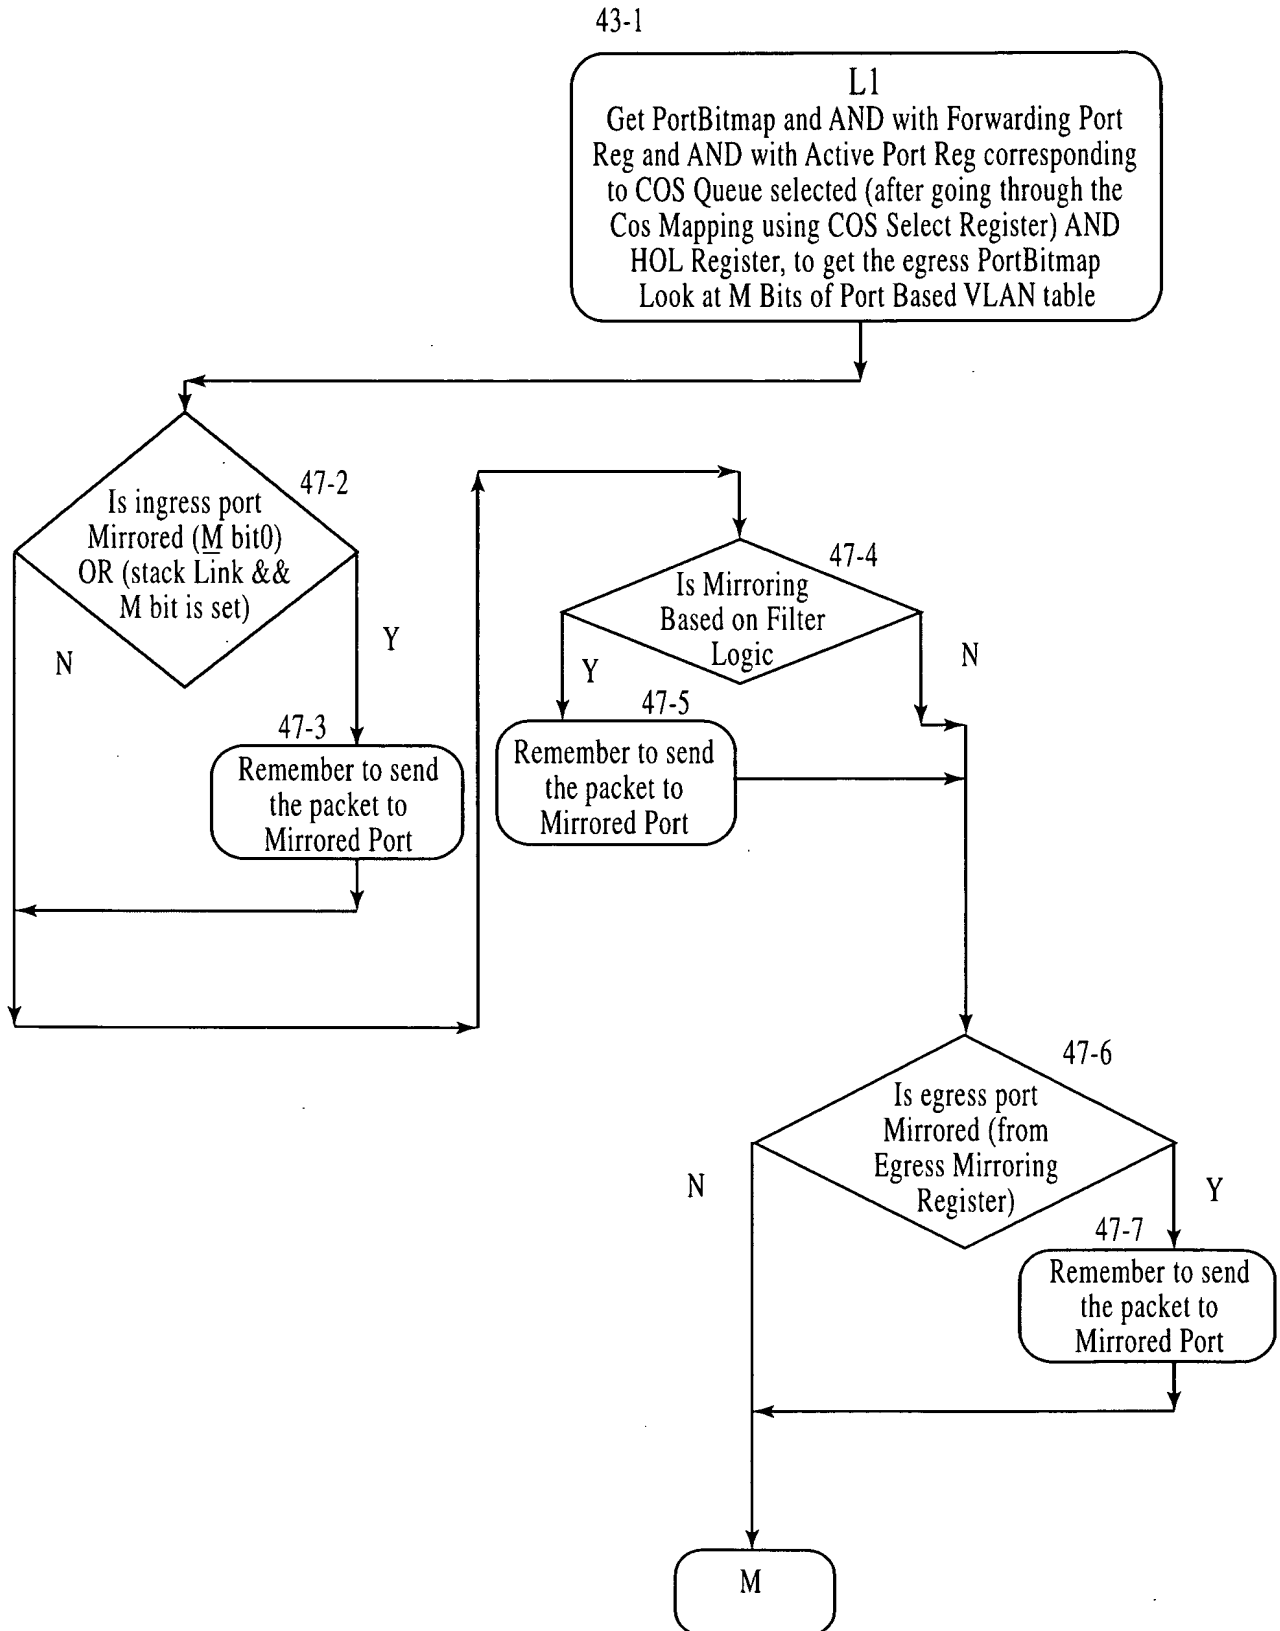 43-1
L1
Get PortBitmap and AND with Forwarding Port
Reg and AND with Active Port Reg corresponding
to COS Queue selected (after going through the
Cos Mapping using COS Select Register) AND
HOL Register, to get the egress PortBitmap
Look at M Bits of Port Based VLAN table
47-2
Is ingress port
Mirrored (M bit0)
OR (stack Link &&
M bit is set)
N
Y
47-3
Remember to send
the packet to
Mirrored Port
47-4
Is Mirroring
Based on Filter
Logic
Y
N
47-5
Remember to send
the packet to
Mirrored Port
47-6
Is egress port
Mirrored (from
Egress Mirroring
Register)
N
Y
47-7
Remember to send
the packet to
Mirrored Port
M